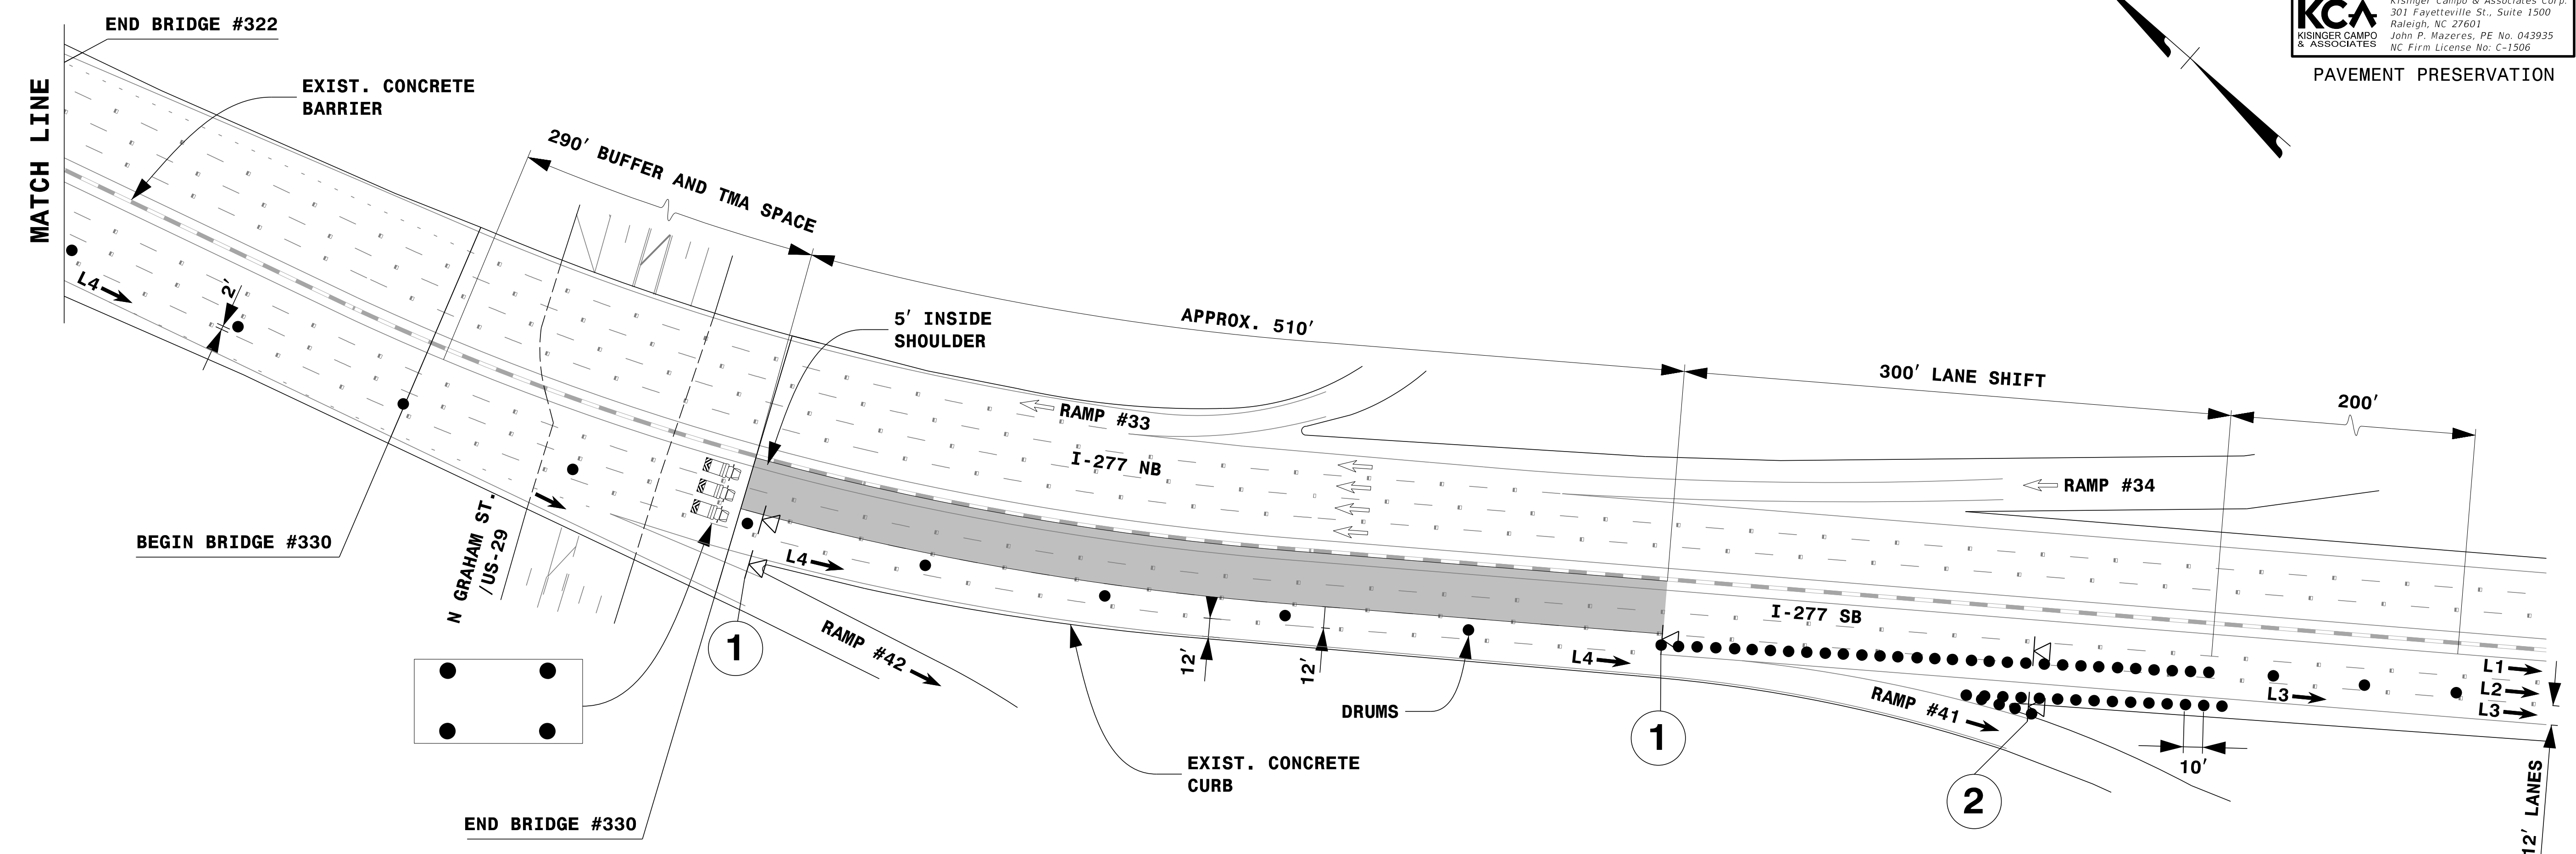 END BRIDGE #322
MATCH LINE
EXIST. CONCRETE
BARRIER
290' BUFFER AND TMA SPACE
KCA
KISINGER CAMPO
& ASSOCIATES
Kisinger Campo & Associates Corp.
301 Fayetteville St., Suite 1500
Raleigh, NC 27601
John P. Mazeres, PE No. 043935
NC Firm License No: C-1506
PAVEMENT PRESERVATION
L4
2'
5' INSIDE
SHOULDER
APPROX. 510'
300' LANE SHIFT
200'
RAMP #33
I-277 NB
RAMP #34
BEGIN BRIDGE #330
N GRAHAM ST.
/US-29
L4
1
RAMP #42
12'
12'
DRUMS
L4
I-277 SB
1
RAMP #41
2
L3
L1
L2
L3
10'
12' LANES
EXIST. CONCRETE
CURB
END BRIDGE #330